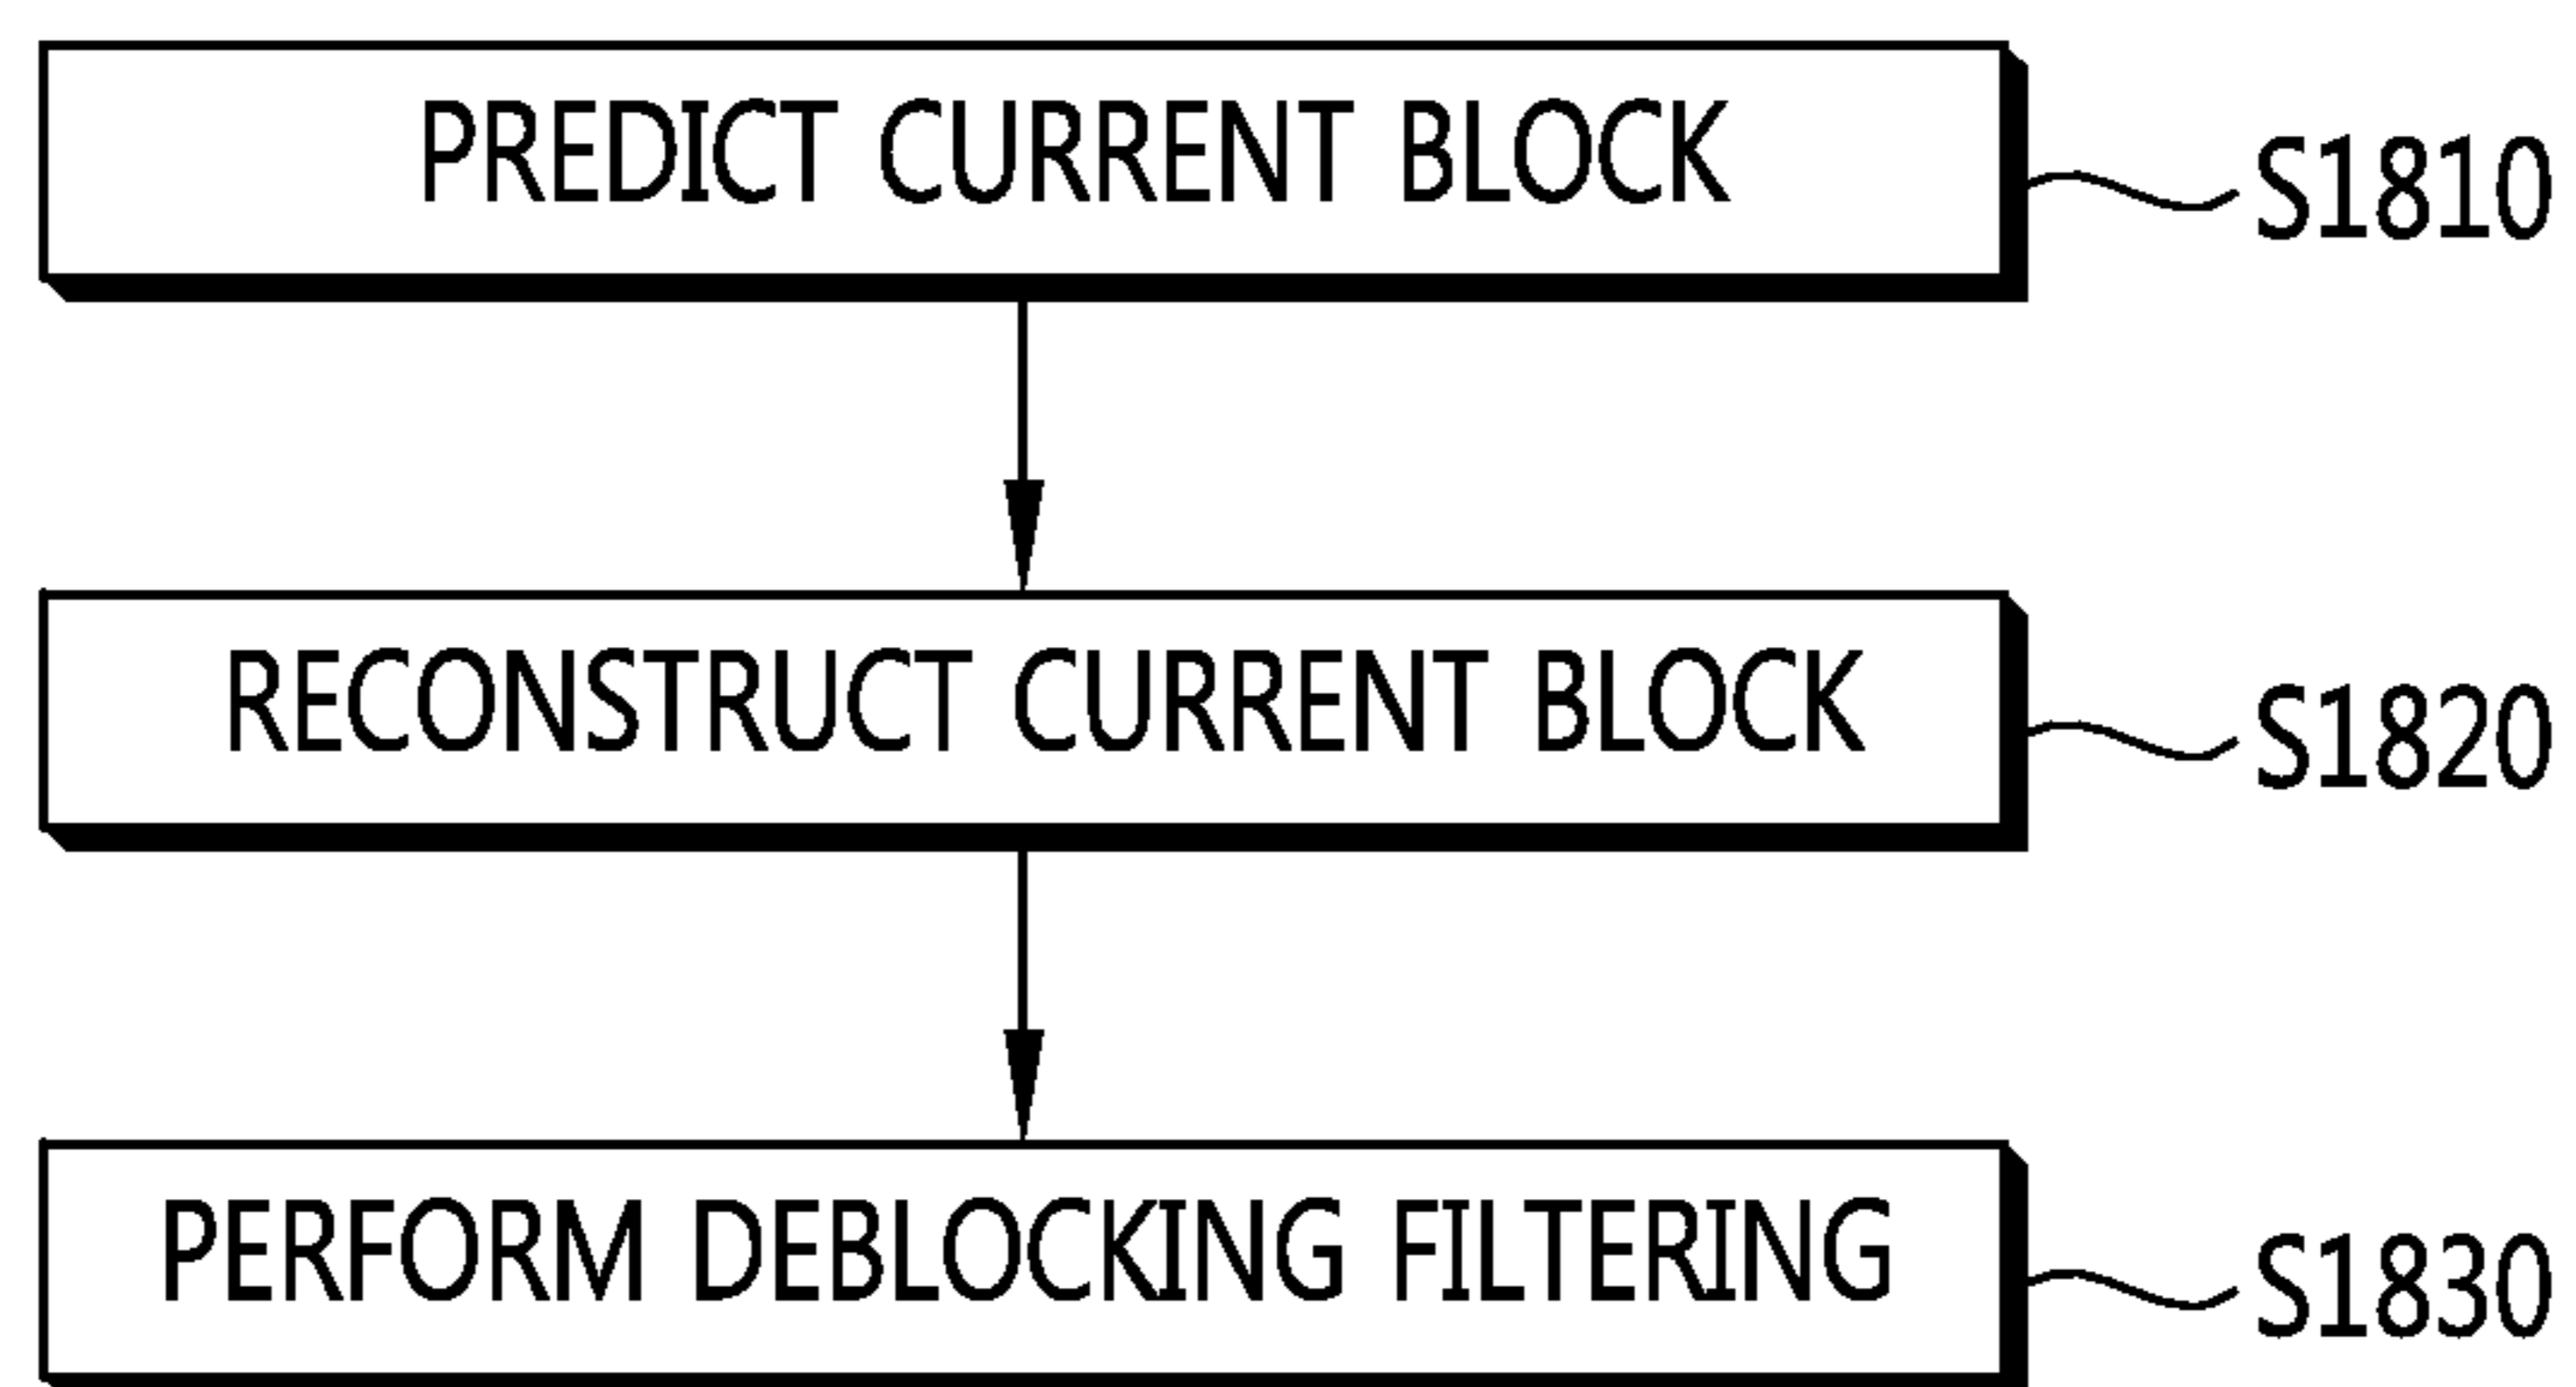 PREDICT CURRENT BLOCK
S1810
RECONSTRUCT CURRENT BLOCK
S1820
PERFORM DEBLOCKING FILTERING
S1830